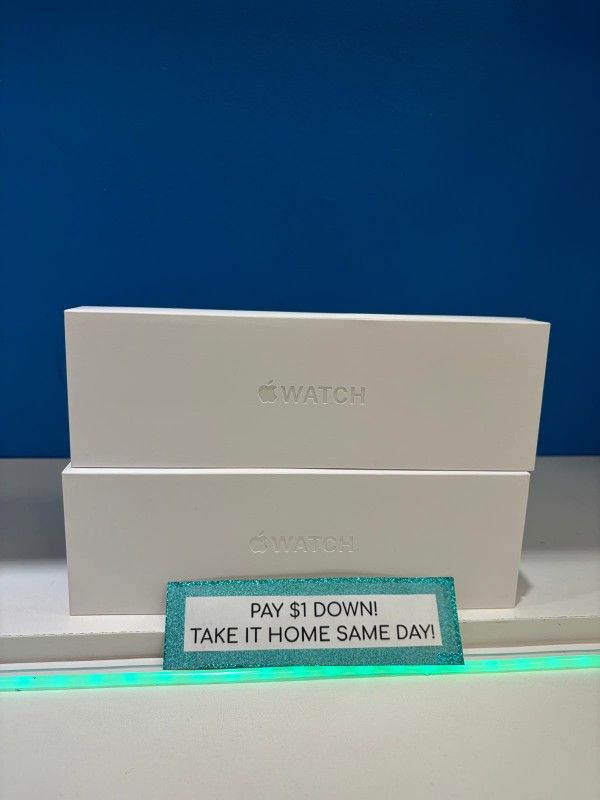 WATCH
WATCH
PAY $1 DOWN!
TAKE IT HOME SAME DAY!